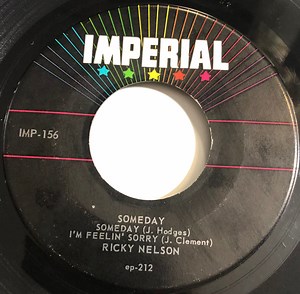 IMPERIAL
IMP-156
SOMEDAY
SOMEDAY (J. Hodges)
I'M FEELIN' SORRY (J. Clement)
RICKY NELSON
ep-212